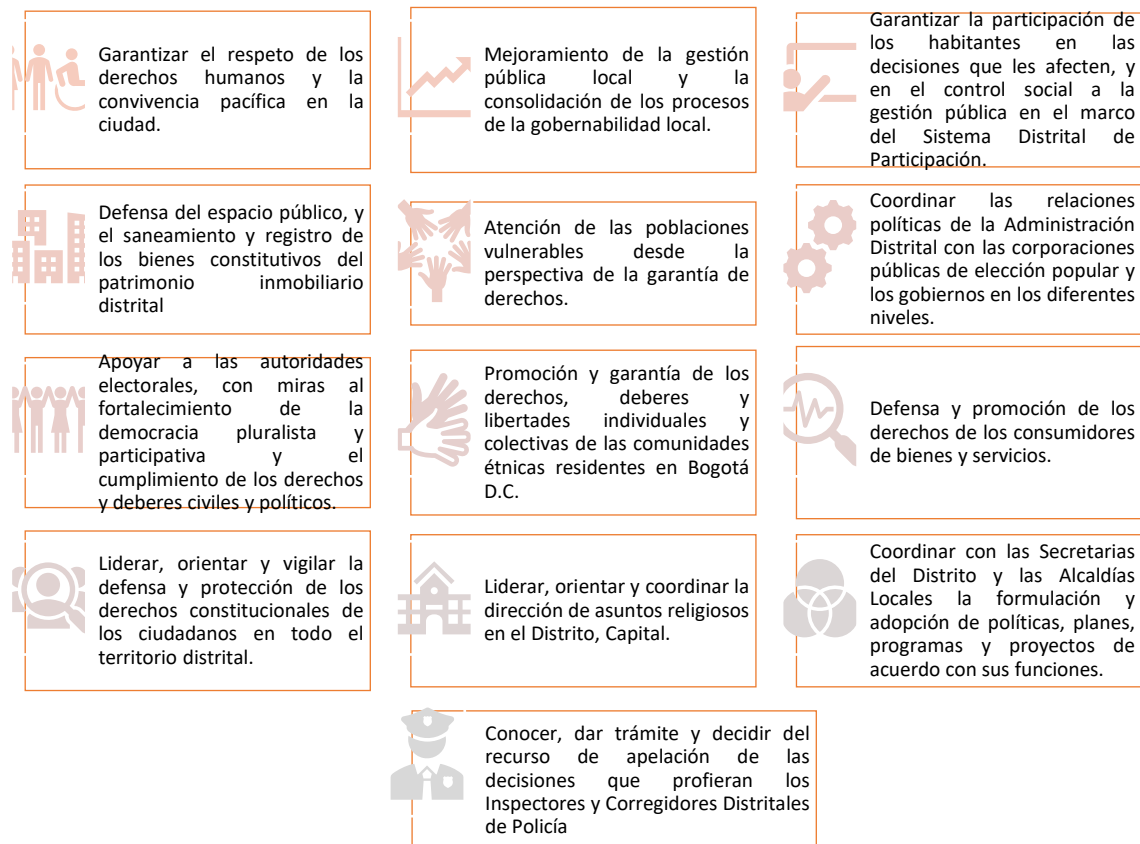 Garantizar el respeto de los
derechos humanos y la
convivencia pacífica en la
ciudad.
Mejoramiento de la gestión
pública local y la
consolidación de los procesos
de la gobernabilidad local.
Garantizar la participación de
los habitantes en las
decisiones que les afecten, y
en el control social a la
gestión pública en el marco
del Sistema Distrital de
Participación.
Defensa del espacio público, y
el saneamiento y registro de
los bienes constitutivos del
patrimonio inmobiliario
distrital
Atención de las poblaciones
vulnerables desde la
perspectiva de la garantía de
derechos.
Coordinar las relaciones
políticas de la Administración
Distrital con las corporaciones
públicas de elección popular y
los gobiernos en los diferentes
niveles.
Apoyar a las autoridades
electorales, con miras al
fortalecimiento de la
democracia pluralista y
participativa y el
cumplimiento de los derechos
y deberes civiles y políticos.
Promoción y garantía de los
derechos, deberes y
libertades individuales y
colectivas de las comunidades
étnicas residentes en Bogotá
D.C.
Defensa y promoción de los
derechos de los consumidores
de bienes y servicios.
Liderar, orientar y vigilar la
defensa y protección de los
derechos constitucionales de
los ciudadanos en todo el
territorio distrital.
Liderar, orientar y coordinar la
dirección de asuntos religiosos
en el Distrito, Capital.
Coordinar con las Secretarias
del Distrito y las Alcaldías
Locales la formulación y
adopción de políticas, planes,
programas y proyectos de
acuerdo con sus funciones.
Conocer, dar trámite y decidir del
recurso de apelación de las
decisiones que profieran los
Inspectores y Corregidores Distritales
de Policía